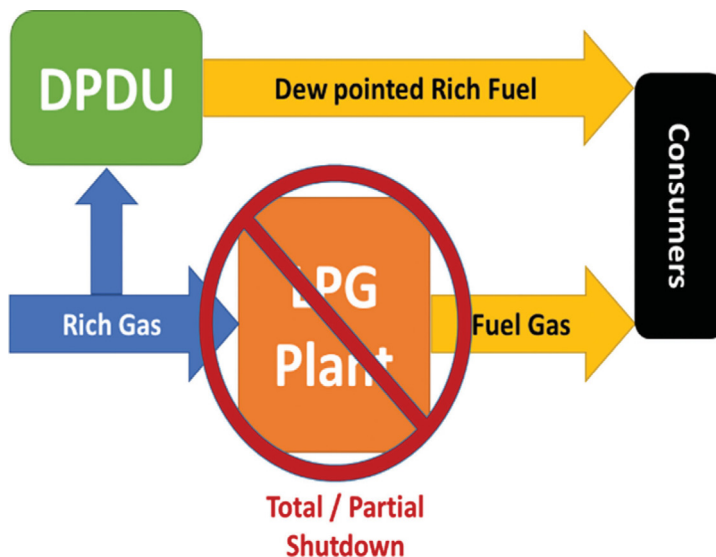 DPDU
Dew pointed Rich Fuel
Consumers
Rich Gas
LPG
Plant
Fuel Gas
Total / Partial
Shutdown